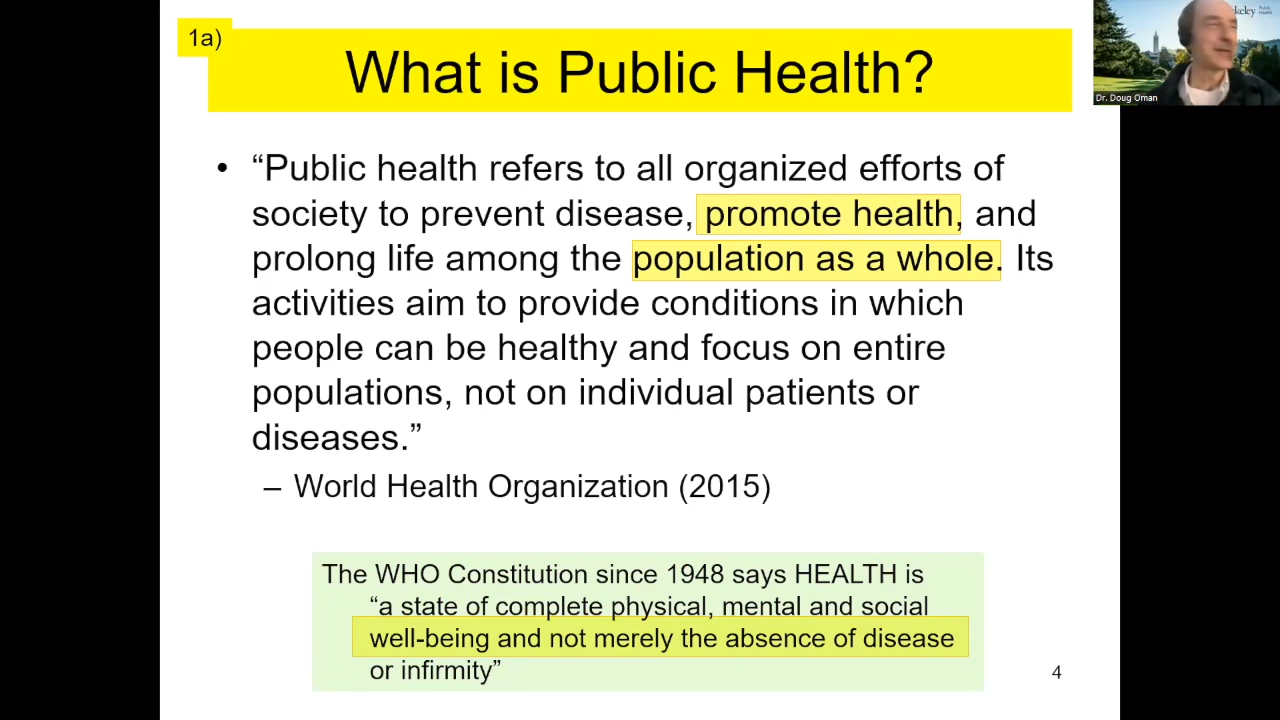 1a)
What is Public Health?
• “Public health refers to all organized efforts of
society to prevent disease, promote health, and
prolong life among the population as a whole. Its
activities aim to provide conditions in which
people can be healthy and focus on entire
populations, not on individual patients or
diseases.”
– World Health Organization (2015)
The WHO Constitution since 1948 says HEALTH is
“a state of complete physical, mental and social
well-being and not merely the absence of disease
or infirmity”
4
keley Public
Health
Dr. Doug Oman